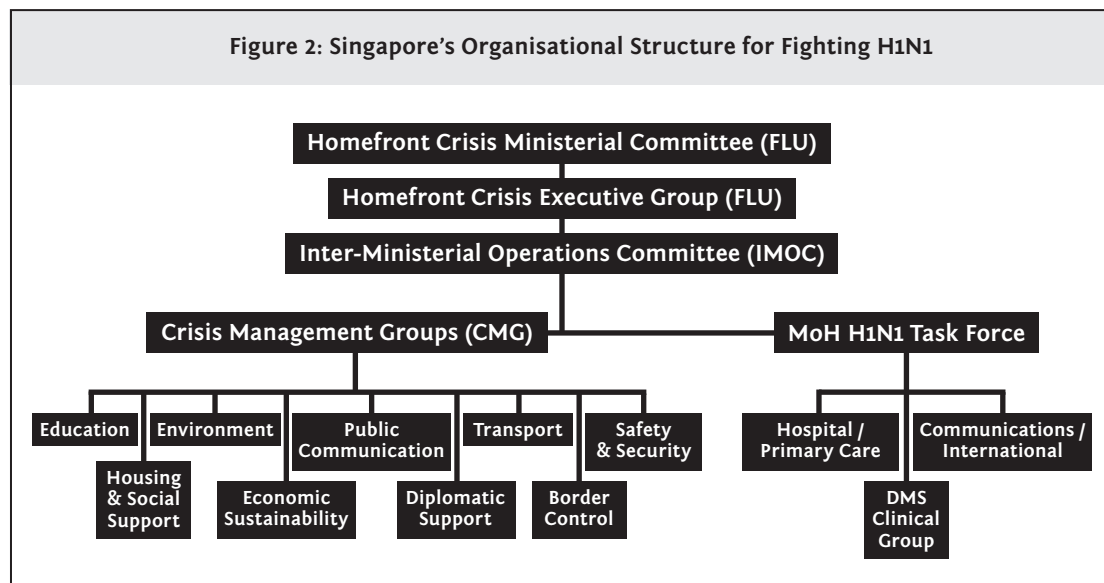 Figure 2: Singapore's Organisational Structure for Fighting H1N1
Homefront Crisis Ministerial Committee (FLU)
Homefront Crisis Executive Group (FLU)
Inter-Ministerial Operations Committee (IMOC)
Crisis Management Groups (CMG)
MoH H1N1 Task Force
Education
Housing
& Social
Support
Environment
Economic
Sustainability
Public
Communication
Diplomatic
Support
Transport
Border
Control
Safety
& Security
Hospital /
Primary Care
DMS
Clinical
Group
Communications /
International